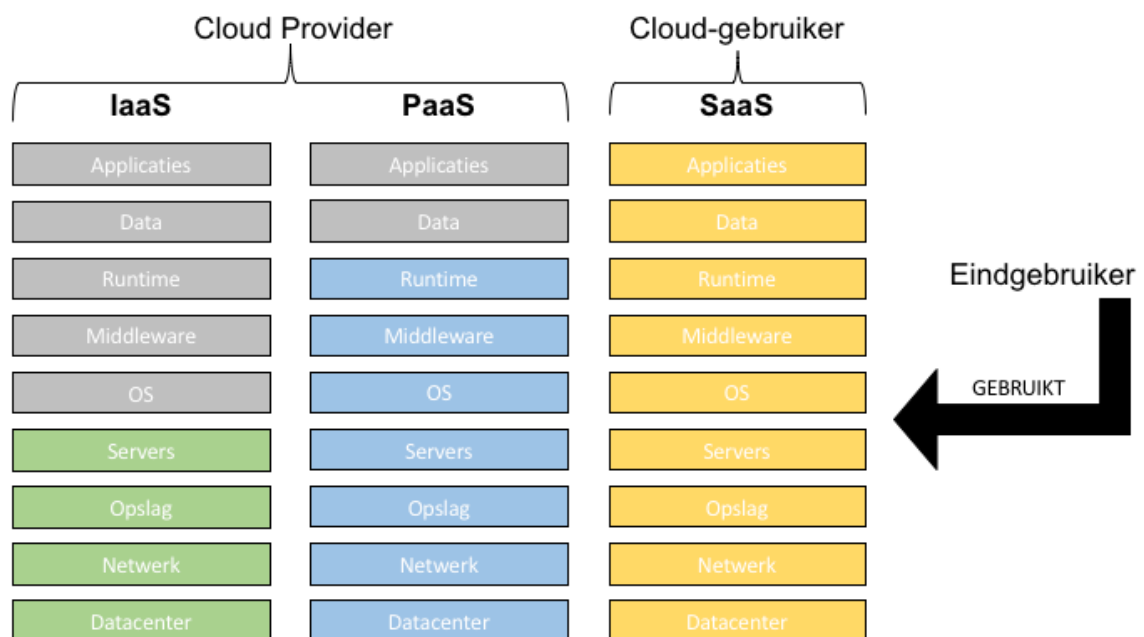 Cloud Provider
Cloud-gebruiker
IaaS
PaaS
SaaS
Applicaties
Applicaties
Applicaties
Data
Data
Data
Runtime
Runtime
Runtime
Eindgebruiker
Middleware
Middleware
Middleware
OS
OS
OS
GEBRUIKT
Servers
Servers
Servers
Opslag
Opslag
Opslag
Netwerk
Netwerk
Netwerk
Datacenter
Datacenter
Datacenter